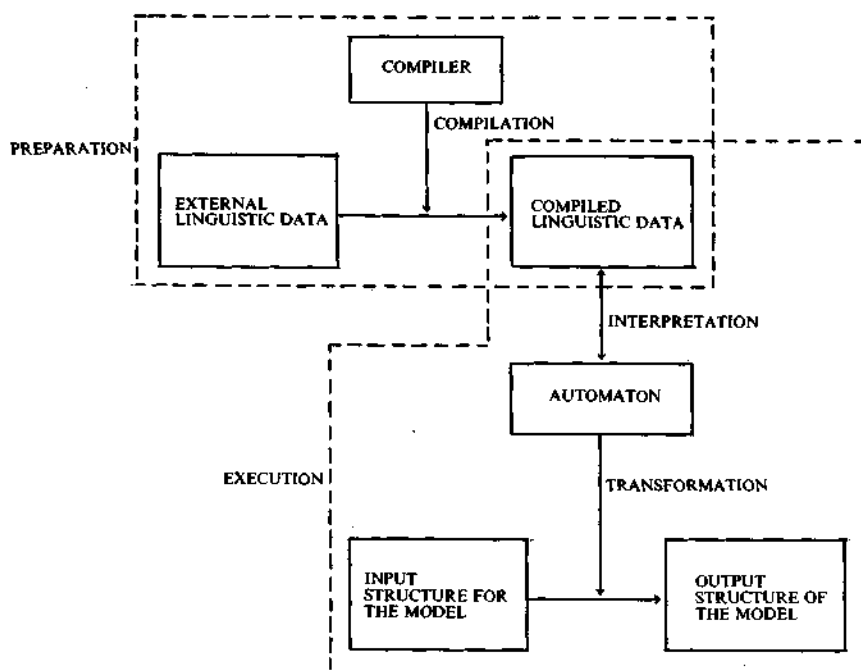 COMPILER
COMPILATION
PREPARATION
EXTERNAL
LINGUISTIC DATA
COMPILED
LINGUISTIC DATA
INTERPRETATION
AUTOMATON
EXECUTION
TRANSFORMATION
INPUT
STRUCTURE FOR
THE MODEL
OUTPUT
STRUCTURE OF
THE MODEL